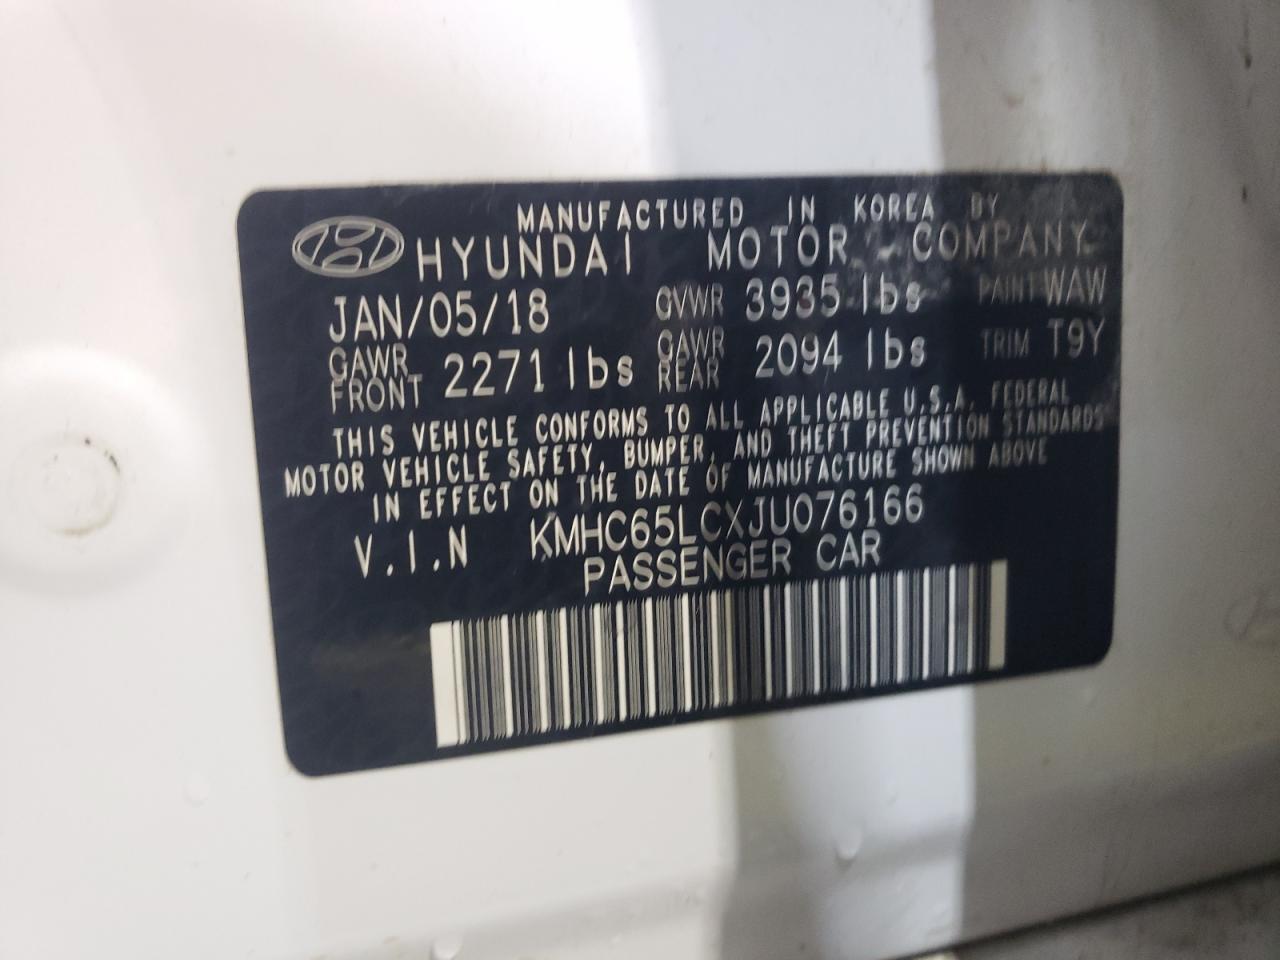 MANUFACTURED IN KOREA BY
HYUNDAI MOTOR COMPANY
JAN/05/18 GVWR 3935 lbs PAINT WAW
GAWR FRONT 2271 lbs GAWR REAR 2094 lbs TRIM T9Y
THIS VEHICLE CONFORMS TO ALL APPLICABLE U.S.A. FEDERAL
MOTOR VEHICLE SAFETY, BUMPER, AND THEFT PREVENTION STANDARDS
IN EFFECT ON THE DATE OF MANUFACTURE SHOWN ABOVE
V.I.N KMHC65LCXJU076166
PASSENGER CAR